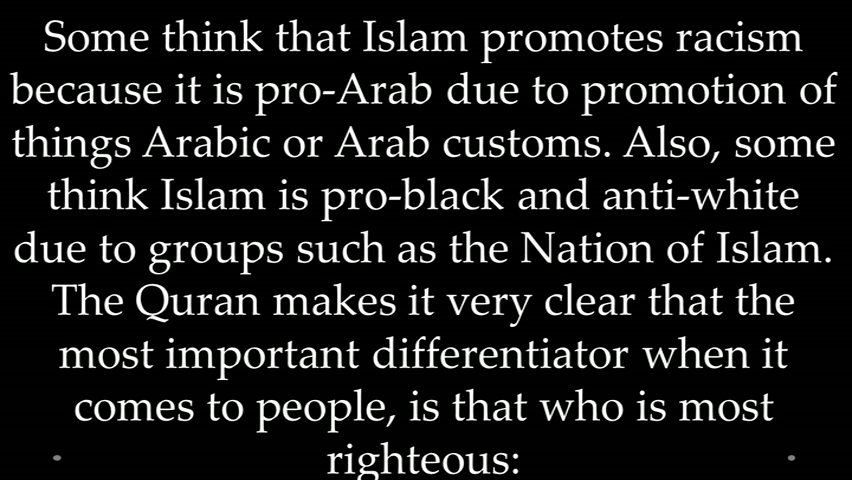 Some think that Islam promotes racism
because it is pro-Arab due to promotion of
things Arabic or Arab customs. Also, some
think Islam is pro-black and anti-white
due to groups such as the Nation of Islam.
The Quran makes it very clear that the
most important differentiator when it
comes to people, is that who is most
righteous: